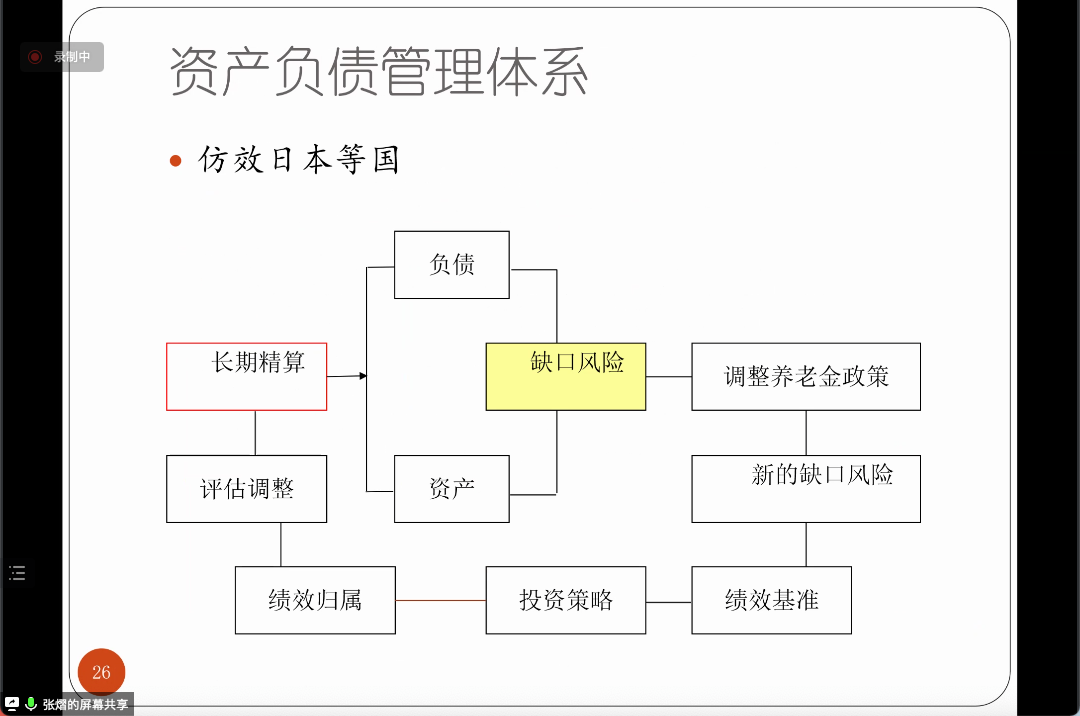 录制中
资产负债管理体系
仿效日本等国
负债
长期精算
缺口风险
调整养老金政策
评估调整
资产
新的缺口风险
绩效归属
投资策略
绩效基准
26
张熠的屏幕共享